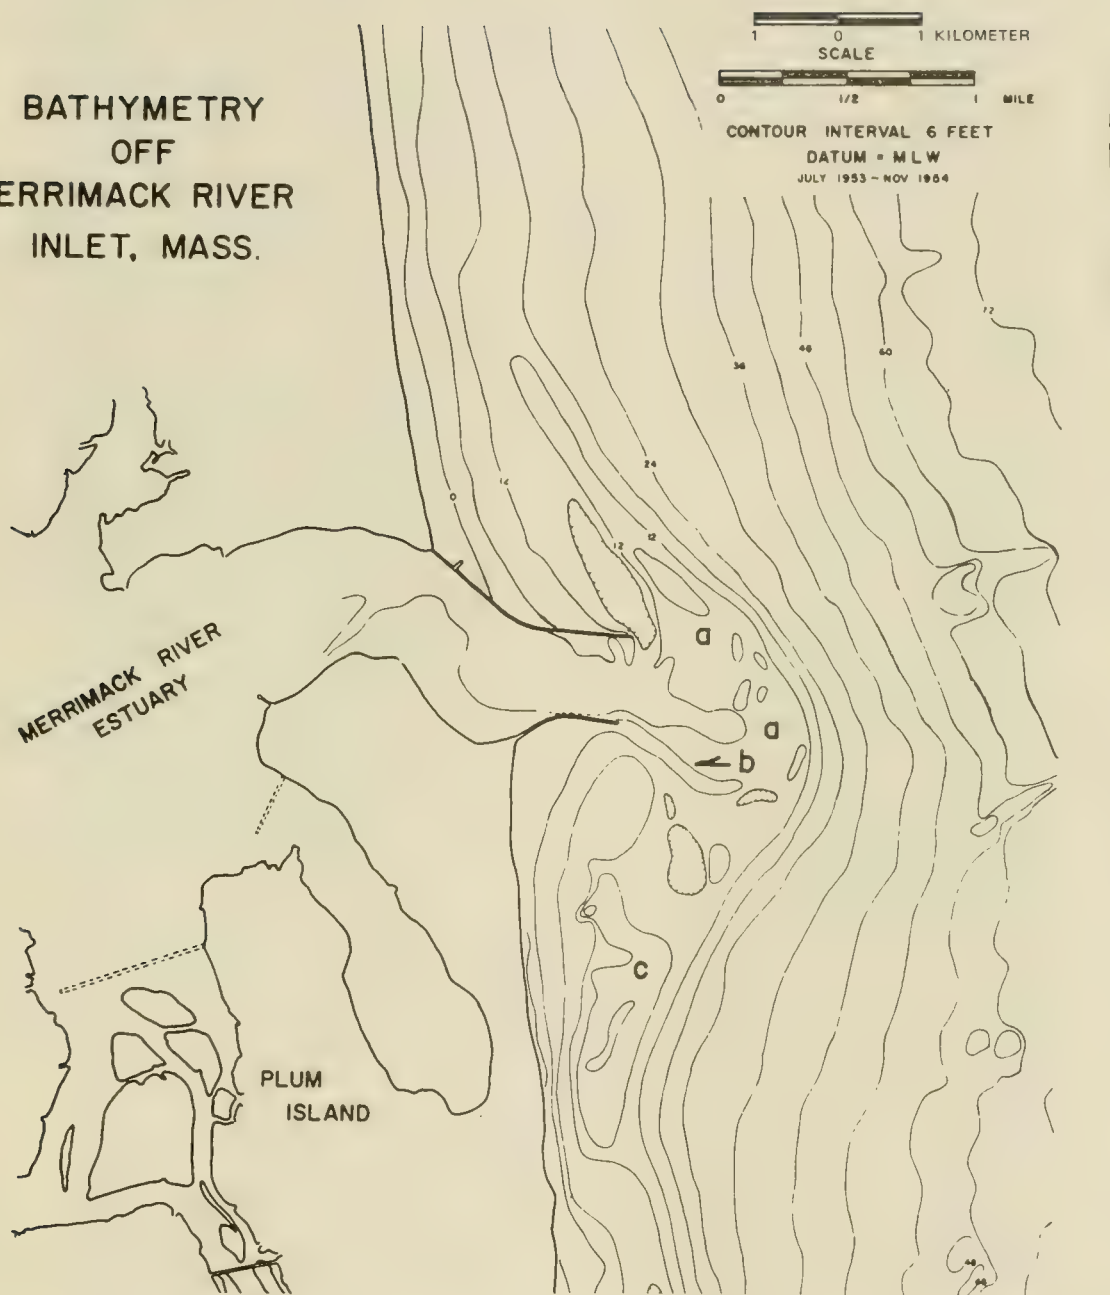 BATHYMETRY
OFF
ERRIMACK RIVER
INLET, MASS.
1 0 1 KILOMETER
SCALE
0 1/2 1 MILE
CONTOUR INTERVAL 6 FEET
DATUM = MLW
JULY 1953 - NOV 1964
72
48
60
36
24
0
12
12
12
a
a
b
c
MERRIMACK RIVER
ESTUARY
PLUM
ISLAND